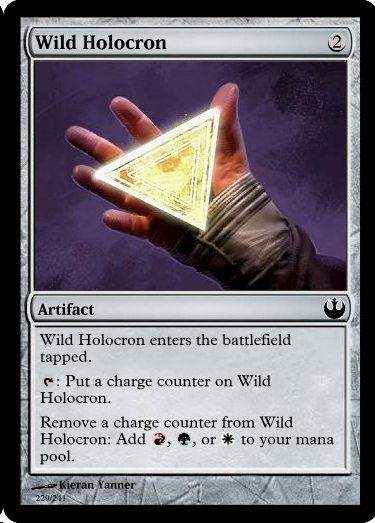 Wild Holocron 2
Artifact
Wild Holocron enters the battlefield
tapped.
: Put a charge counter on Wild
Holocron.
Remove a charge counter from Wild
Holocron: Add , , or to your mana
pool.
Kieran Yanner
229/241